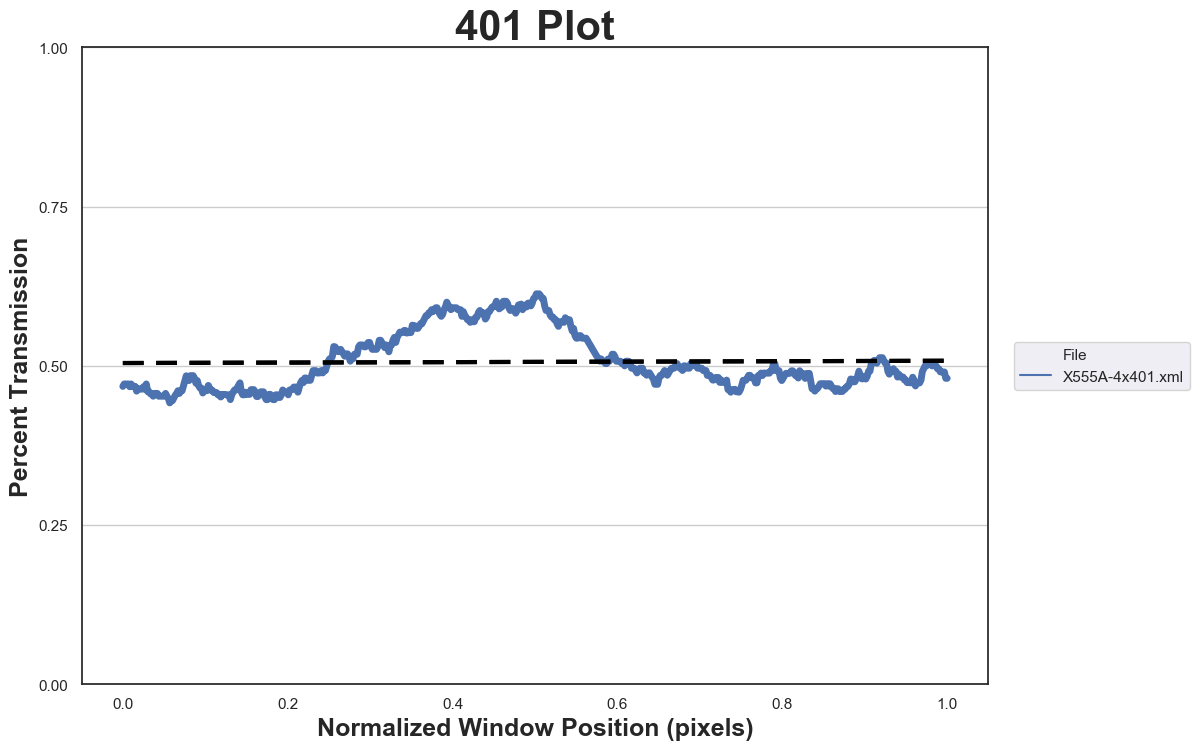 401 Plot
Percent Transmission
1.00
0.75
0.50
0.25
0.00
0.0 0.2 0.4 0.6 0.8 1.0
Normalized Window Position (pixels)
File
X555A-4x401.xml